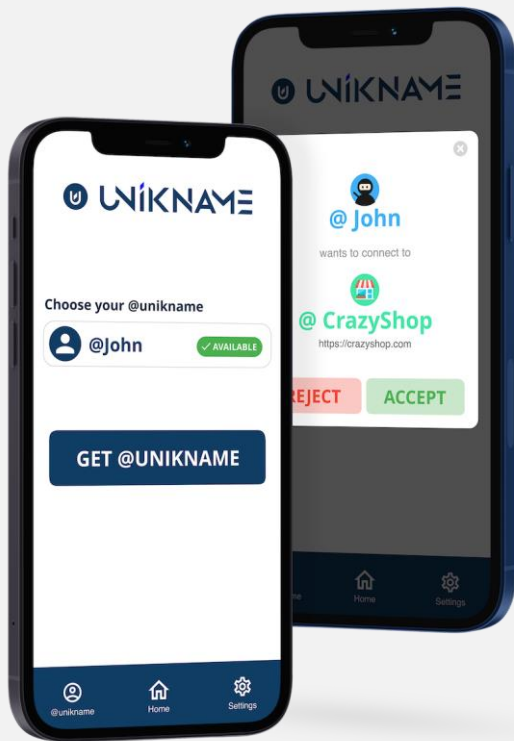 UNIKNAME
Choose your @unikname
@John
AVAILABLE
GET @UNIKNAME
@unikname
Home
Settings
UNIKNAME
@ John
wants to connect to
@ CrazyShop
https://crazyshop.com
REJECT
ACCEPT
Home
Settings